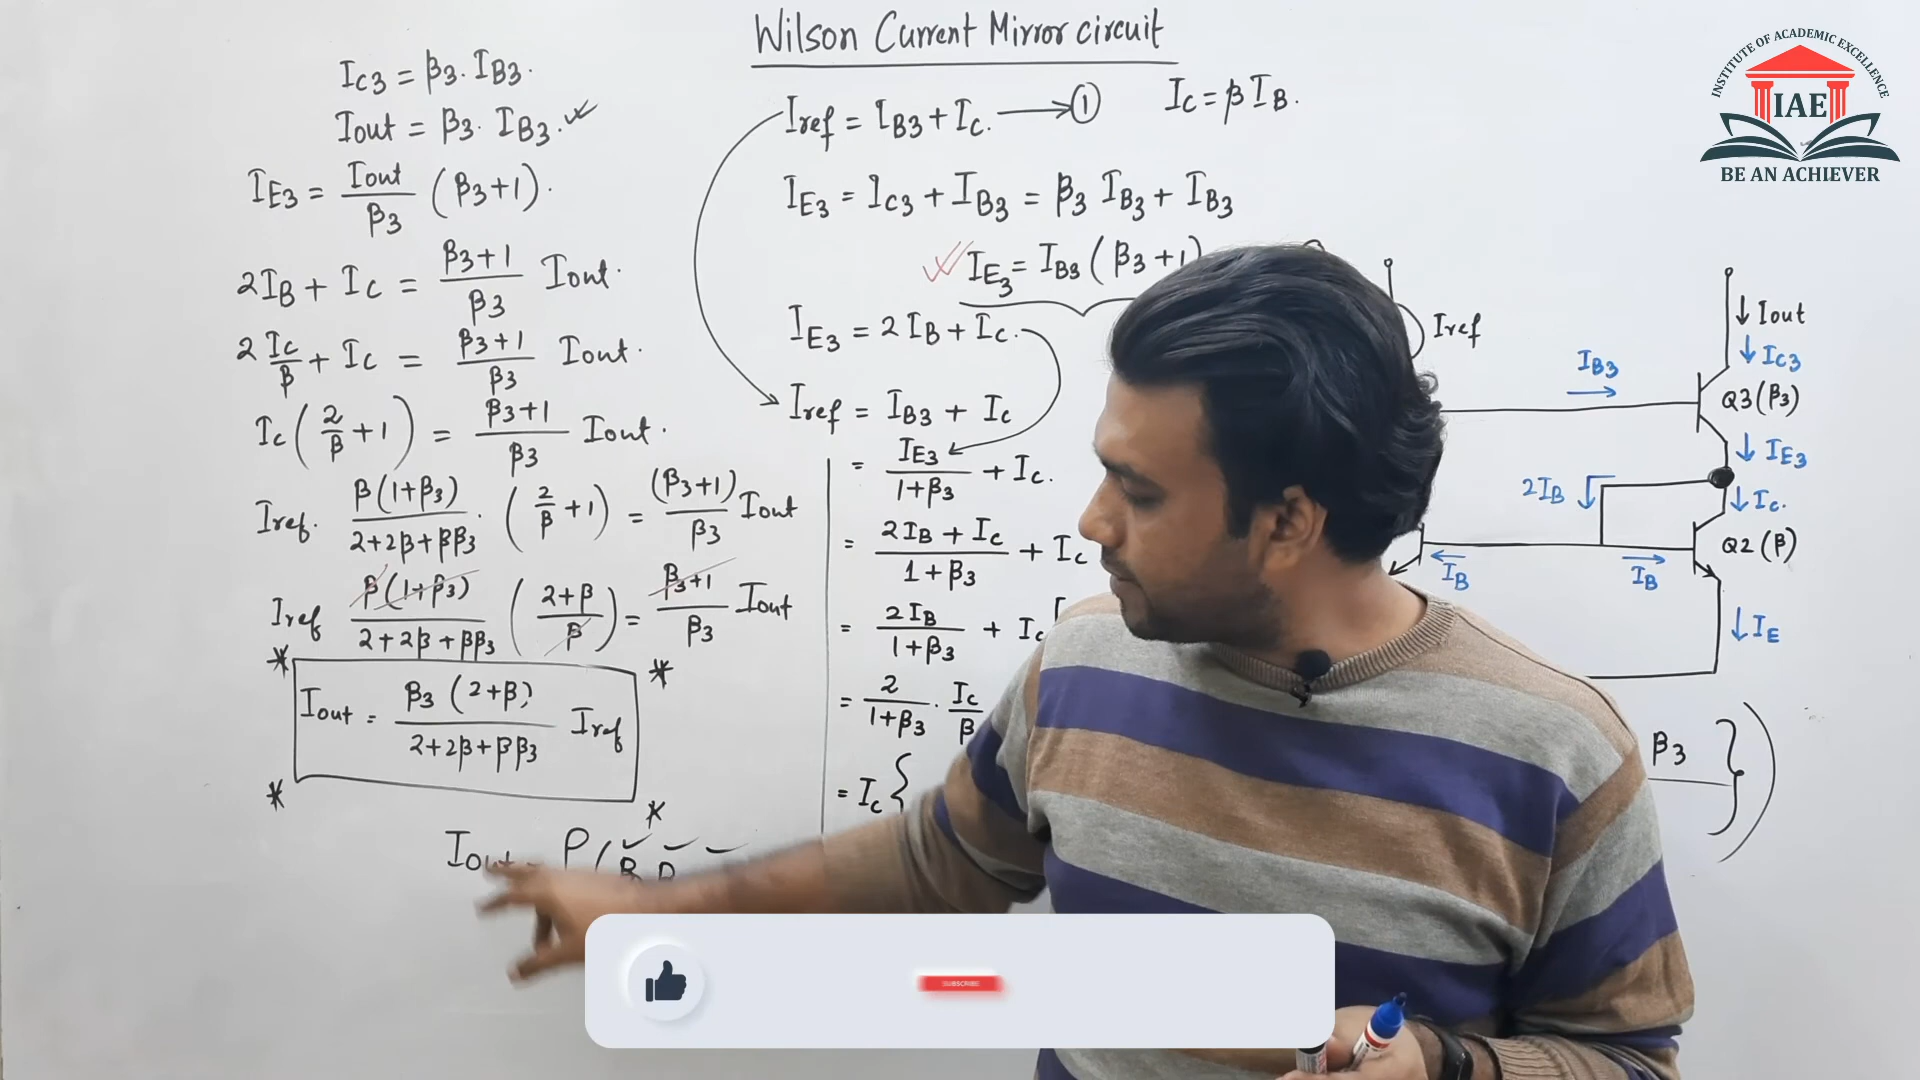 Wilson Current Mirror circuit
IC3 = β3. IB3.
Iout = β3. IB3.
IE3 = Iout/β3 (β3+1).
2IB + IC = β3+1/β3 Iout.
2 IC/β + IC = β3+1/β3 Iout.
IC (2/β +1) = β3+1/β3 Iout.
Iref. β(1+β3)/2+2β+ββ3 . (2/β +1) = (β3+1)/β3 Iout
Iref β(1+β3)/2+2β+ββ3 (2+β/β) = β3+1/β3 Iout
Iout = β3 (2+β)/2+2β+ββ3 Iref
Iout
Iref = IB3 + IC. → ①
IC = βIB.
IE3 = IC3 + IB3 = β3 IB3 + IB3
IE3 = IB3 (β3 +1)
IE3 = 2IB + IC.
Iref = IB3 + IC
= IE3/1+β3 + IC.
= 2IB + IC/1+β3 + IC
= 2IB/1+β3 + IC [
= 2/1+β3 . IC/β
= IC {
β3 }
Iref
Iout
IC3
IB3
Q3(β3)
IE3
2IB
IC.
Q2(β)
IB
IB
IE
INSTITUTE OF ACADEMIC EXCELLENCE
IAE
BE AN ACHIEVER
SUBSCRIBE